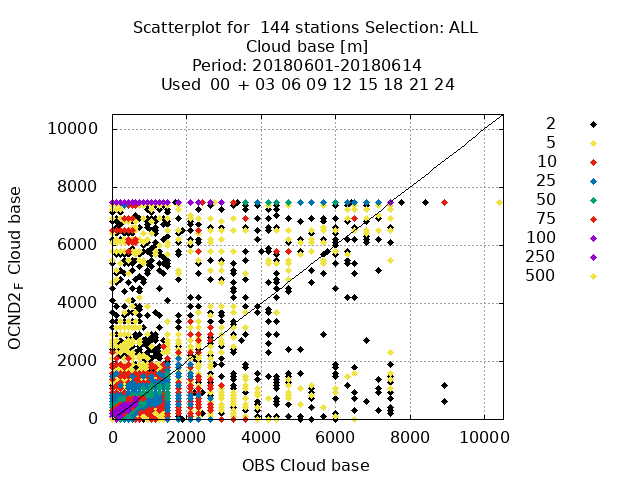 Scatterplot for  144 stations Selection: ALL
Cloud base [m]
Period: 20180601-20180614
Used  00  + 03 06 09 12 15 18 21 24
10000
8000
6000
4000
2000
0
OCND2_F Cloud base
0 2000 4000 6000 8000 10000
OBS Cloud base
2
5
10
25
50
75
100
250
500